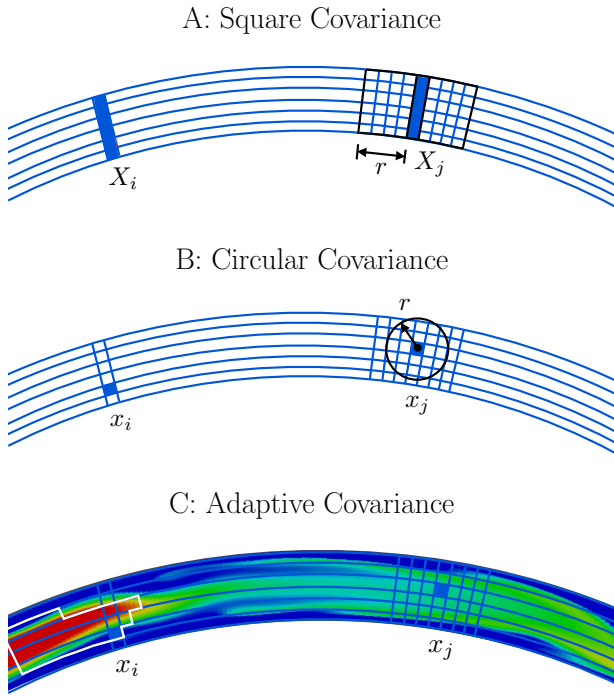 A: Square Covariance
X_i
r
X_j
B: Circular Covariance
r
x_i
x_j
C: Adaptive Covariance
x_i
x_j